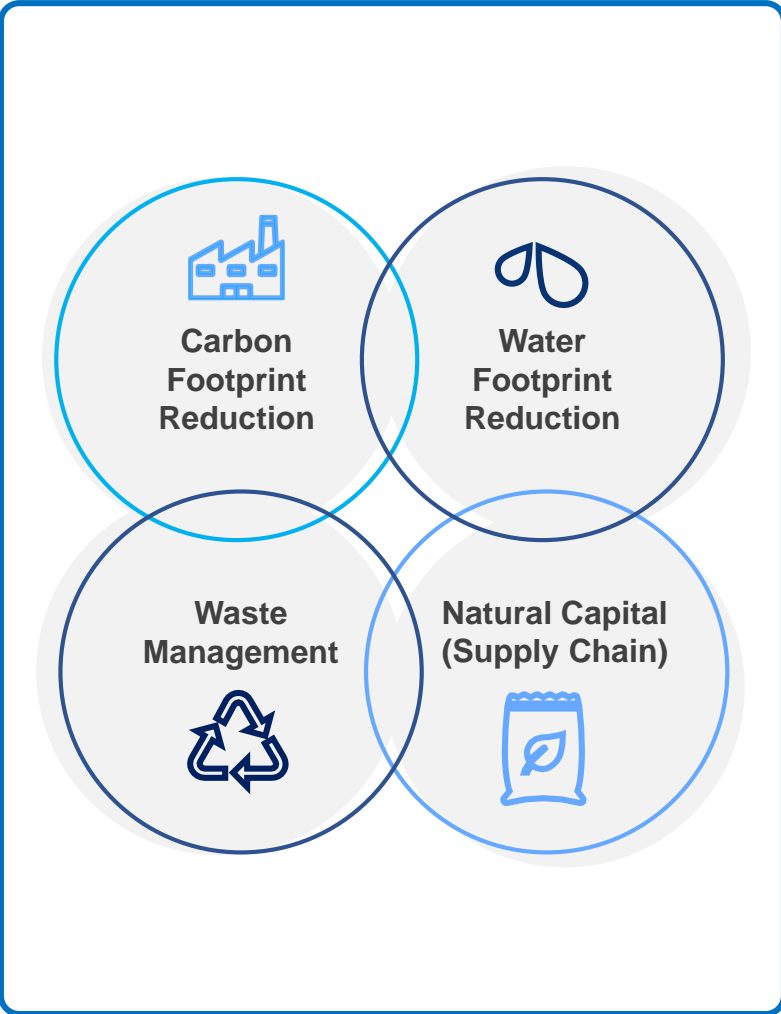 Carbon
Footprint
Reduction
Water
Footprint
Reduction
Waste
Management
Natural Capital
(Supply Chain)